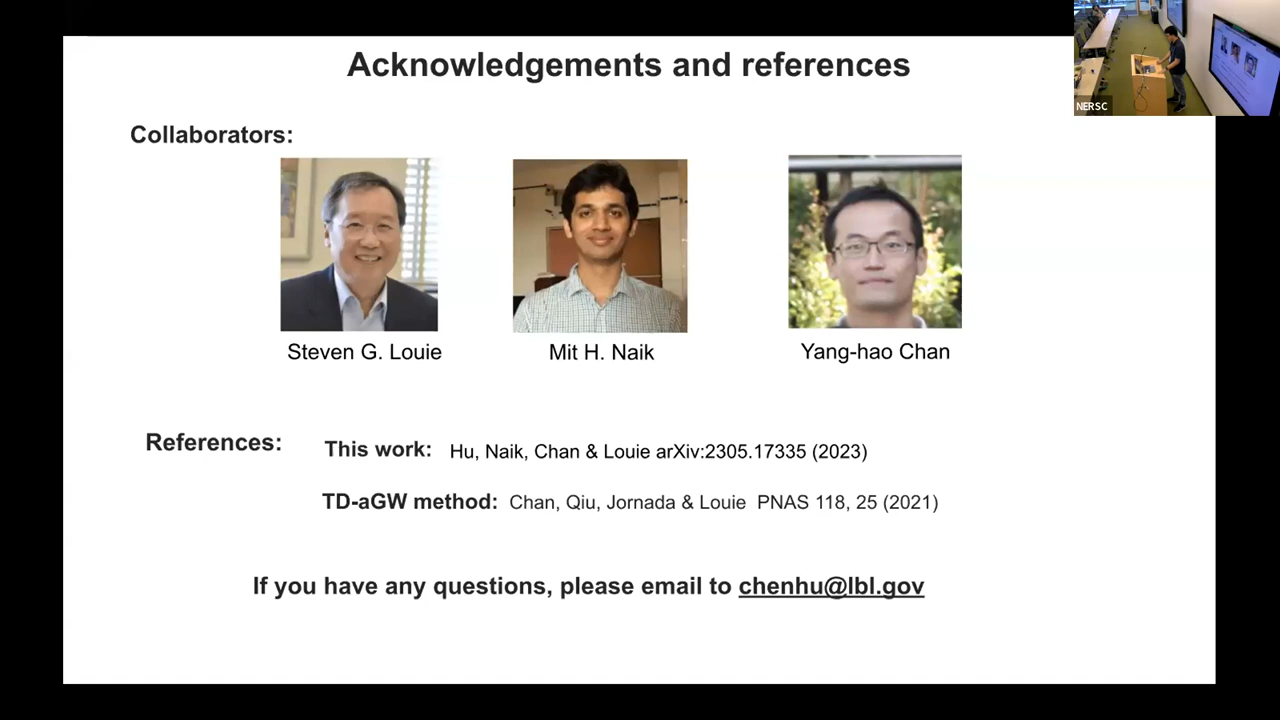 Acknowledgements and references
NERSC
Collaborators:
Steven G. Louie
Mit H. Naik
Yang-hao Chan
References:
This work: Hu, Naik, Chan & Louie arXiv:2305.17335 (2023)
TD-aGW method: Chan, Qiu, Jornada & Louie PNAS 118, 25 (2021)
If you have any questions, please email to chenhu@lbl.gov